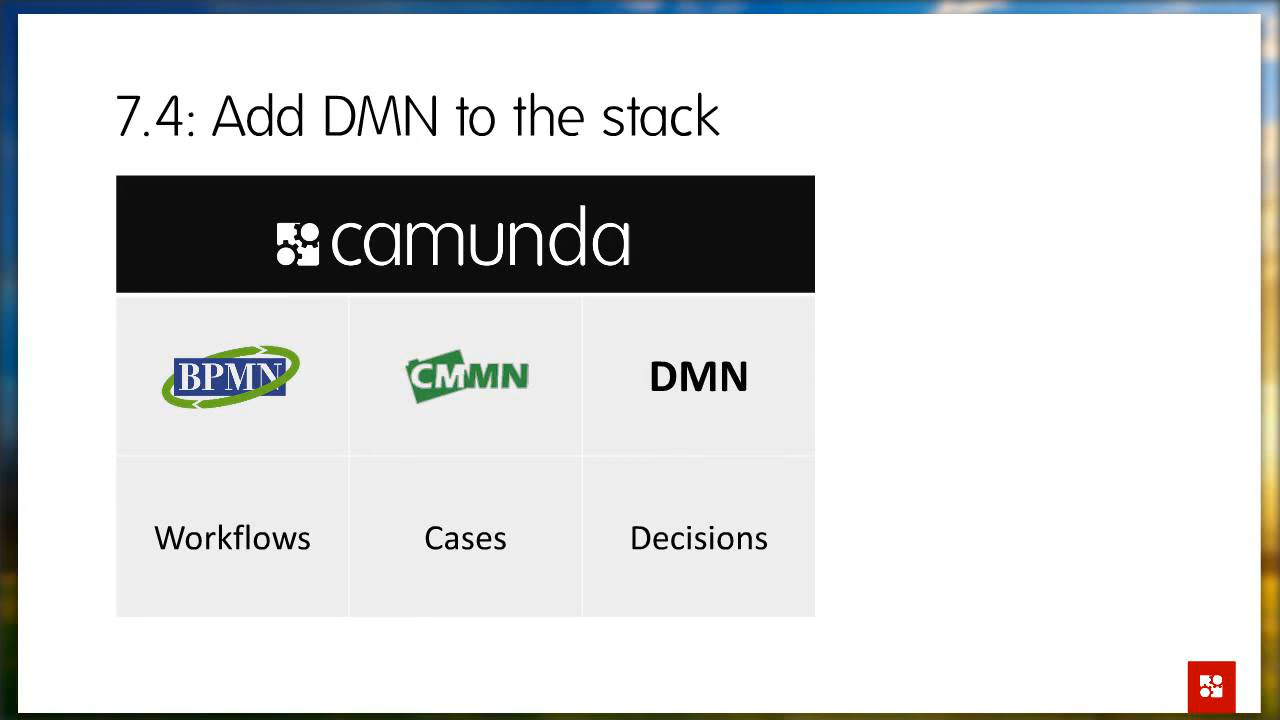 7.4: Add DMN to the stack
camunda
BPMN
CMMN
DMN
Workflows
Cases
Decisions